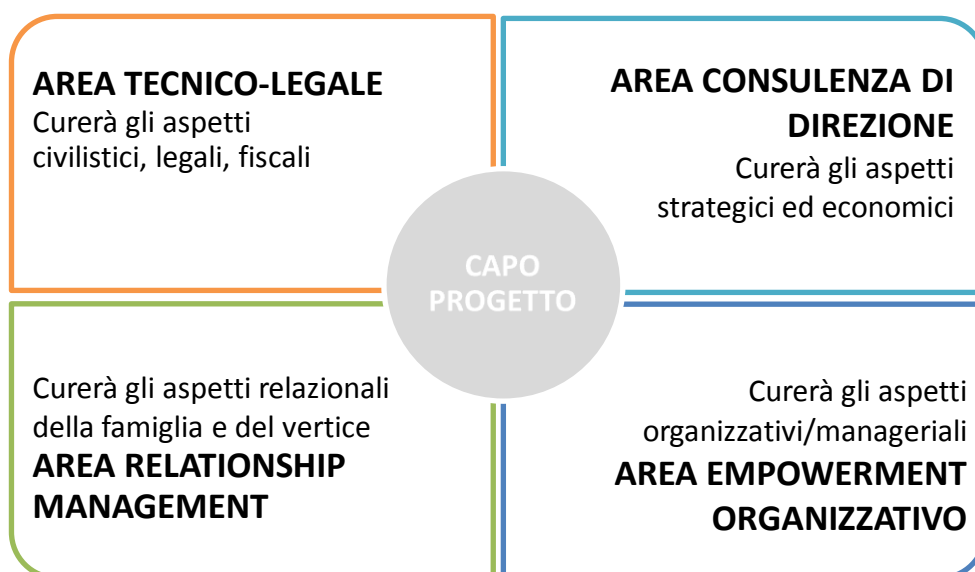 AREA TECNICO-LEGALE
Curerà gli aspetti
civilistici, legali, fiscali
AREA CONSULENZA DI
DIREZIONE
Curerà gli aspetti
strategici ed economici
CAPO
PROGETTO
Curerà gli aspetti relazionali
della famiglia e del vertice
AREA RELATIONSHIP
MANAGEMENT
Curerà gli aspetti
organizzativi/manageriali
AREA EMPOWERMENT
ORGANIZZATIVO